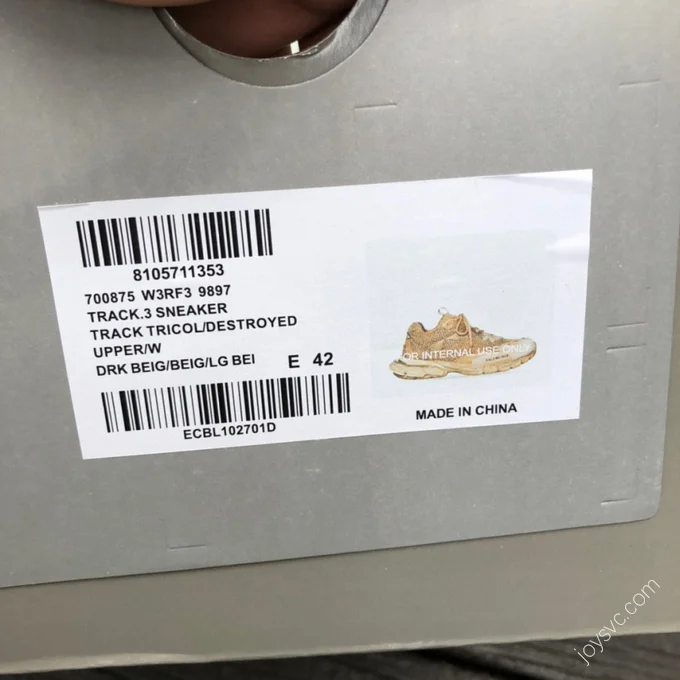 8105711353
700875 W3RF3 9897
TRACK.3 SNEAKER
TRACK TRICOL/DESTROYED
UPPER/W
DRK BEIG/BEIG/LG BEI E 42
ECBL102701D
FOR INTERNAL USE ONLY
MADE IN CHINA
joysvc.com